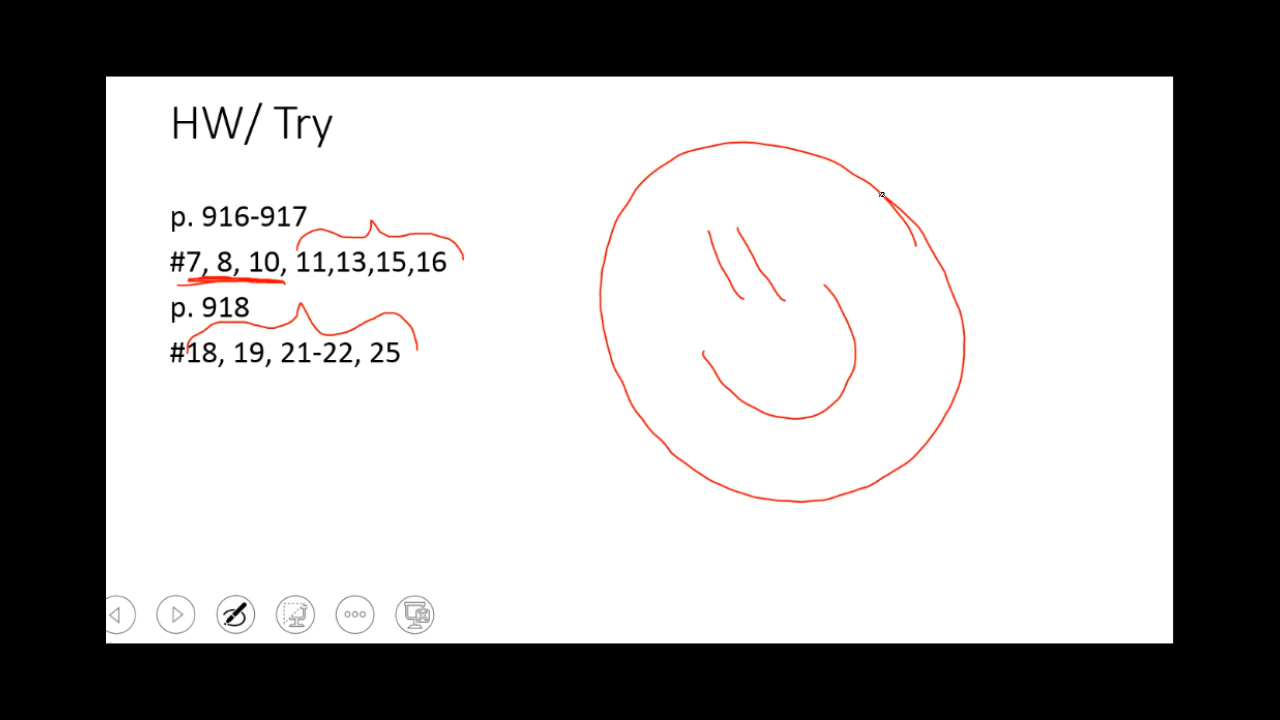 HW/ Try
p. 916-917
#7, 8, 10, 11,13,15,16
p. 918
#18, 19, 21-22, 25